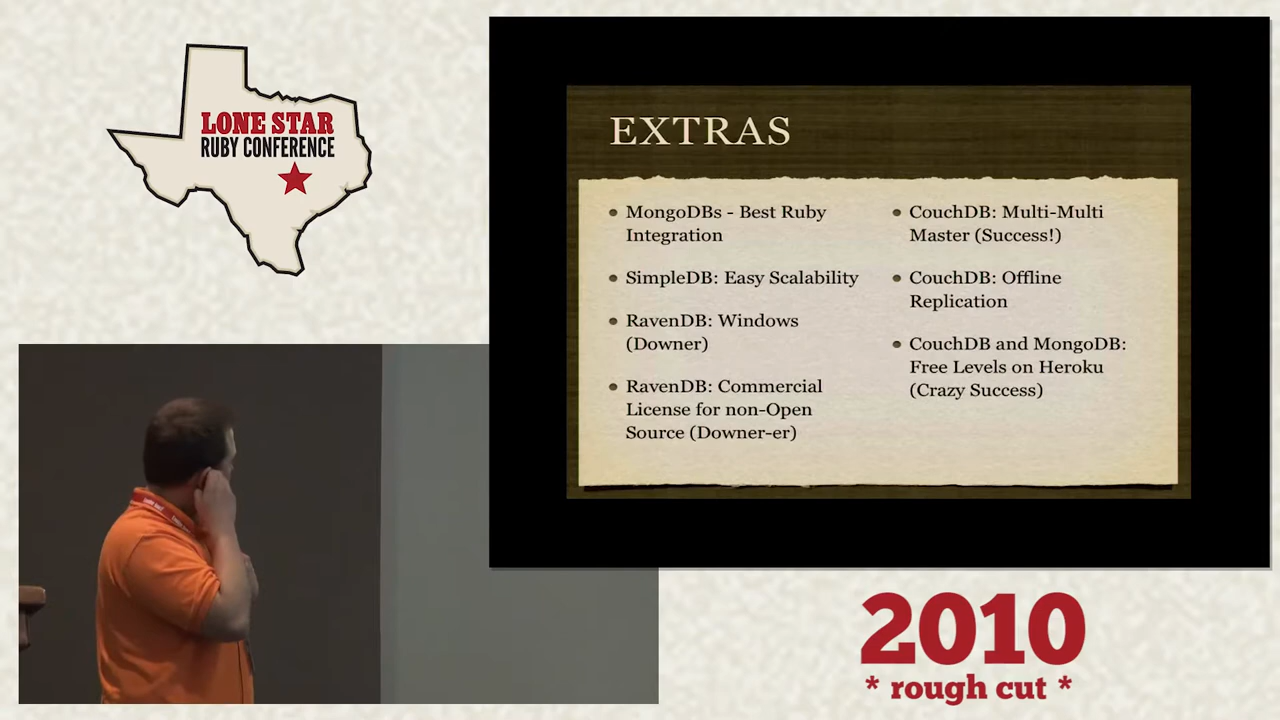 LONE STAR
RUBY CONFERENCE
EXTRAS
MongoDBs - Best Ruby
Integration
SimpleDB: Easy Scalability
RavenDB: Windows
(Downer)
RavenDB: Commercial
License for non-Open
Source (Downer-er)
CouchDB: Multi-Multi
Master (Success!)
CouchDB: Offline
Replication
CouchDB and MongoDB:
Free Levels on Heroku
(Crazy Success)
2010
* rough cut *